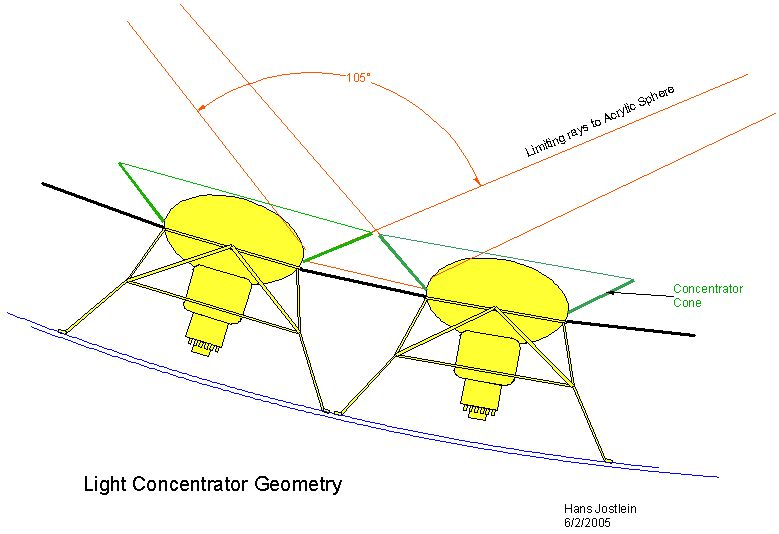 105°
Limiting rays to Acrylic Sphere
Concentrator
Cone
Light Concentrator Geometry
Hans Jostlein
6/2/2005